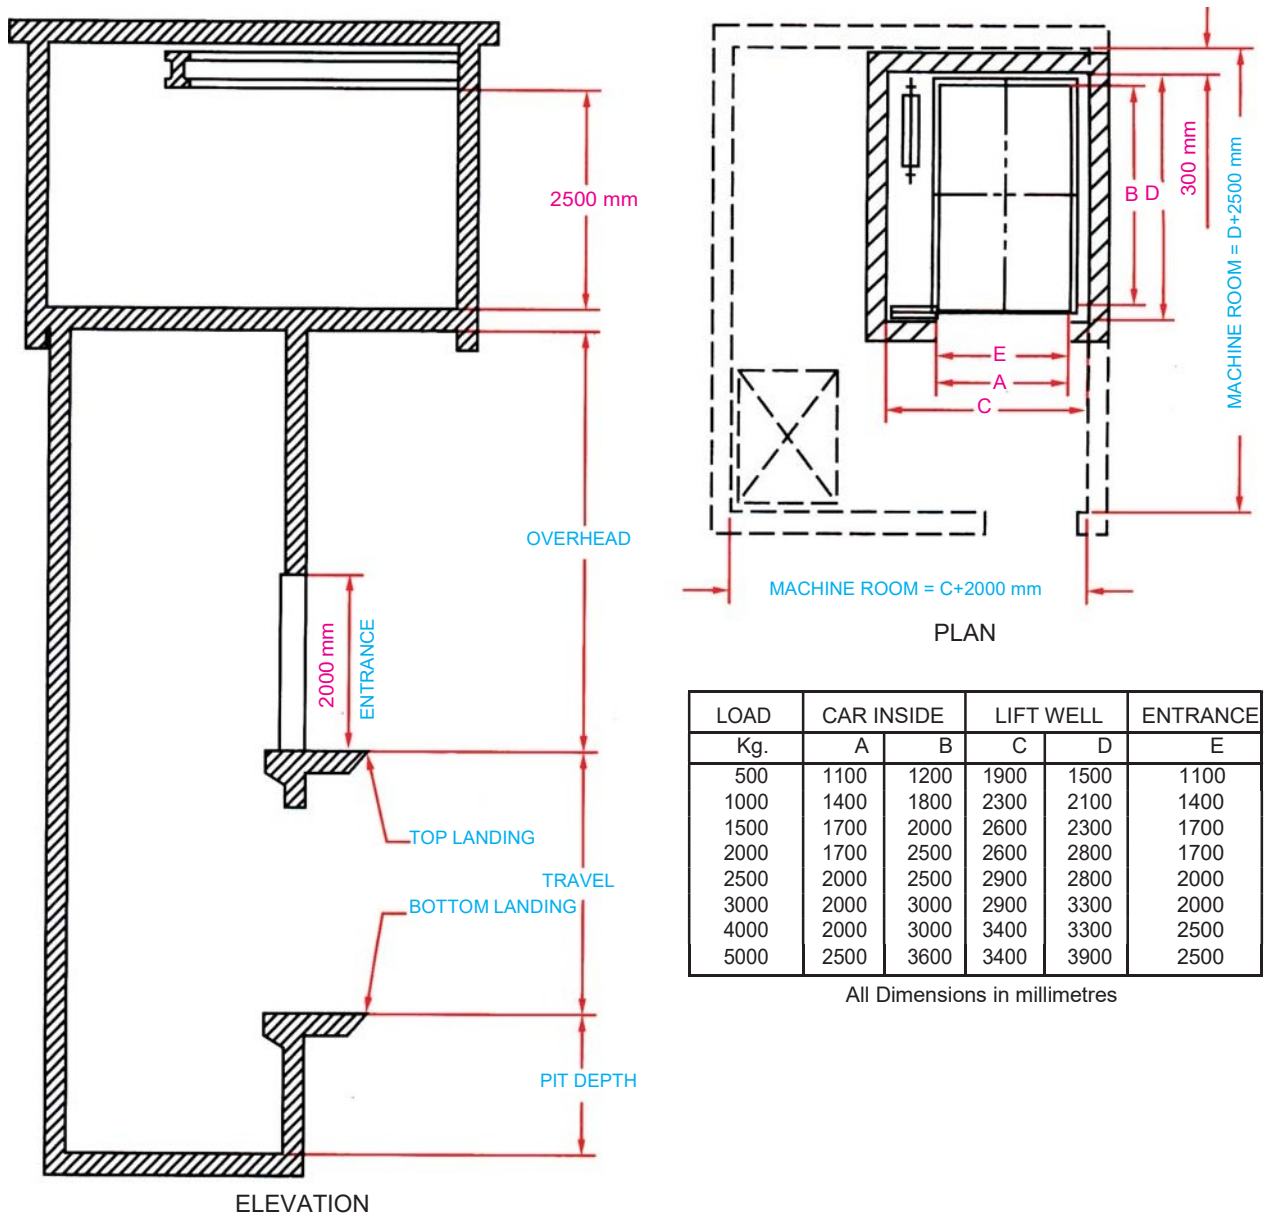 2500 mm
OVERHEAD
2000 mm
ENTRANCE
TOP LANDING
TRAVEL
BOTTOM LANDING
PIT DEPTH
ELEVATION
B D
300 mm
MACHINE ROOM = D+2500 mm
E
A
C
MACHINE ROOM = C+2000 mm
PLAN
LOAD CAR INSIDE LIFT WELL ENTRANCE
Kg. A B C D E
500 1100 1200 1900 1500 1100
1000 1400 1800 2300 2100 1400
1500 1700 2000 2600 2300 1700
2000 1700 2500 2600 2800 1700
2500 2000 2500 2900 2800 2000
3000 2000 3000 2900 3300 2000
4000 2000 3000 3400 3300 2500
5000 2500 3600 3400 3900 2500
All Dimensions in millimetres